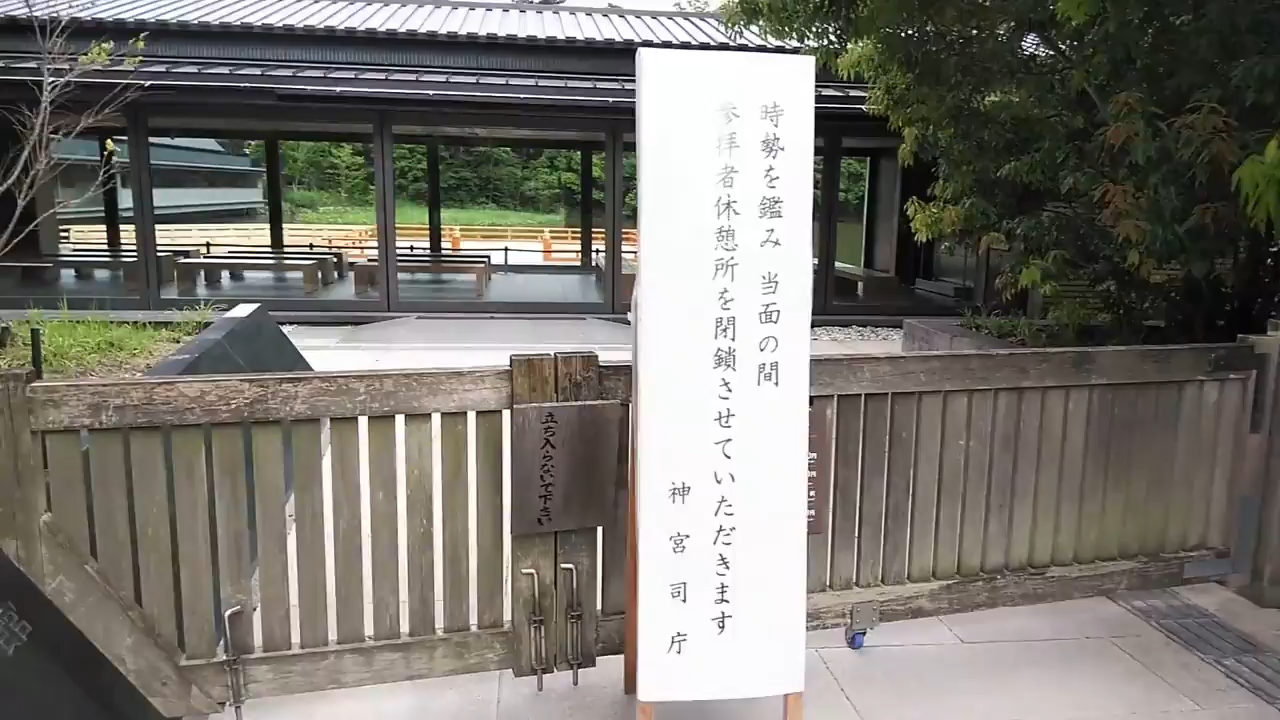 時勢を鑑み 当面の間
参拝者休憩所を閉鎖させていただきます
神宮司庁
立ち入らないで下さい